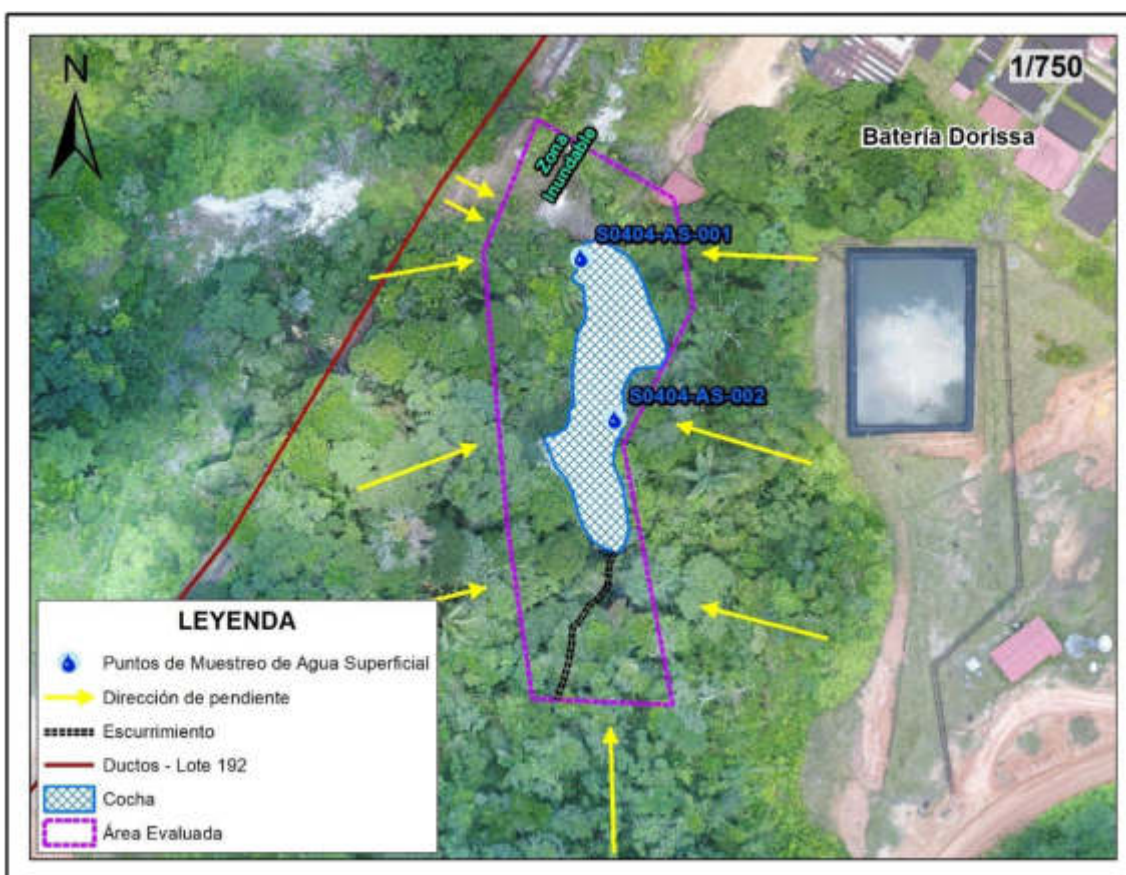 N
1/750
Batería Dorissa
Zona
Inundable
S0404-AS-001
S0404-AS-002
LEYENDA
Puntos de Muestreo de Agua Superficial
Dirección de pendiente
Escurrimiento
Ductos - Lote 192
Cocha
Área Evaluada